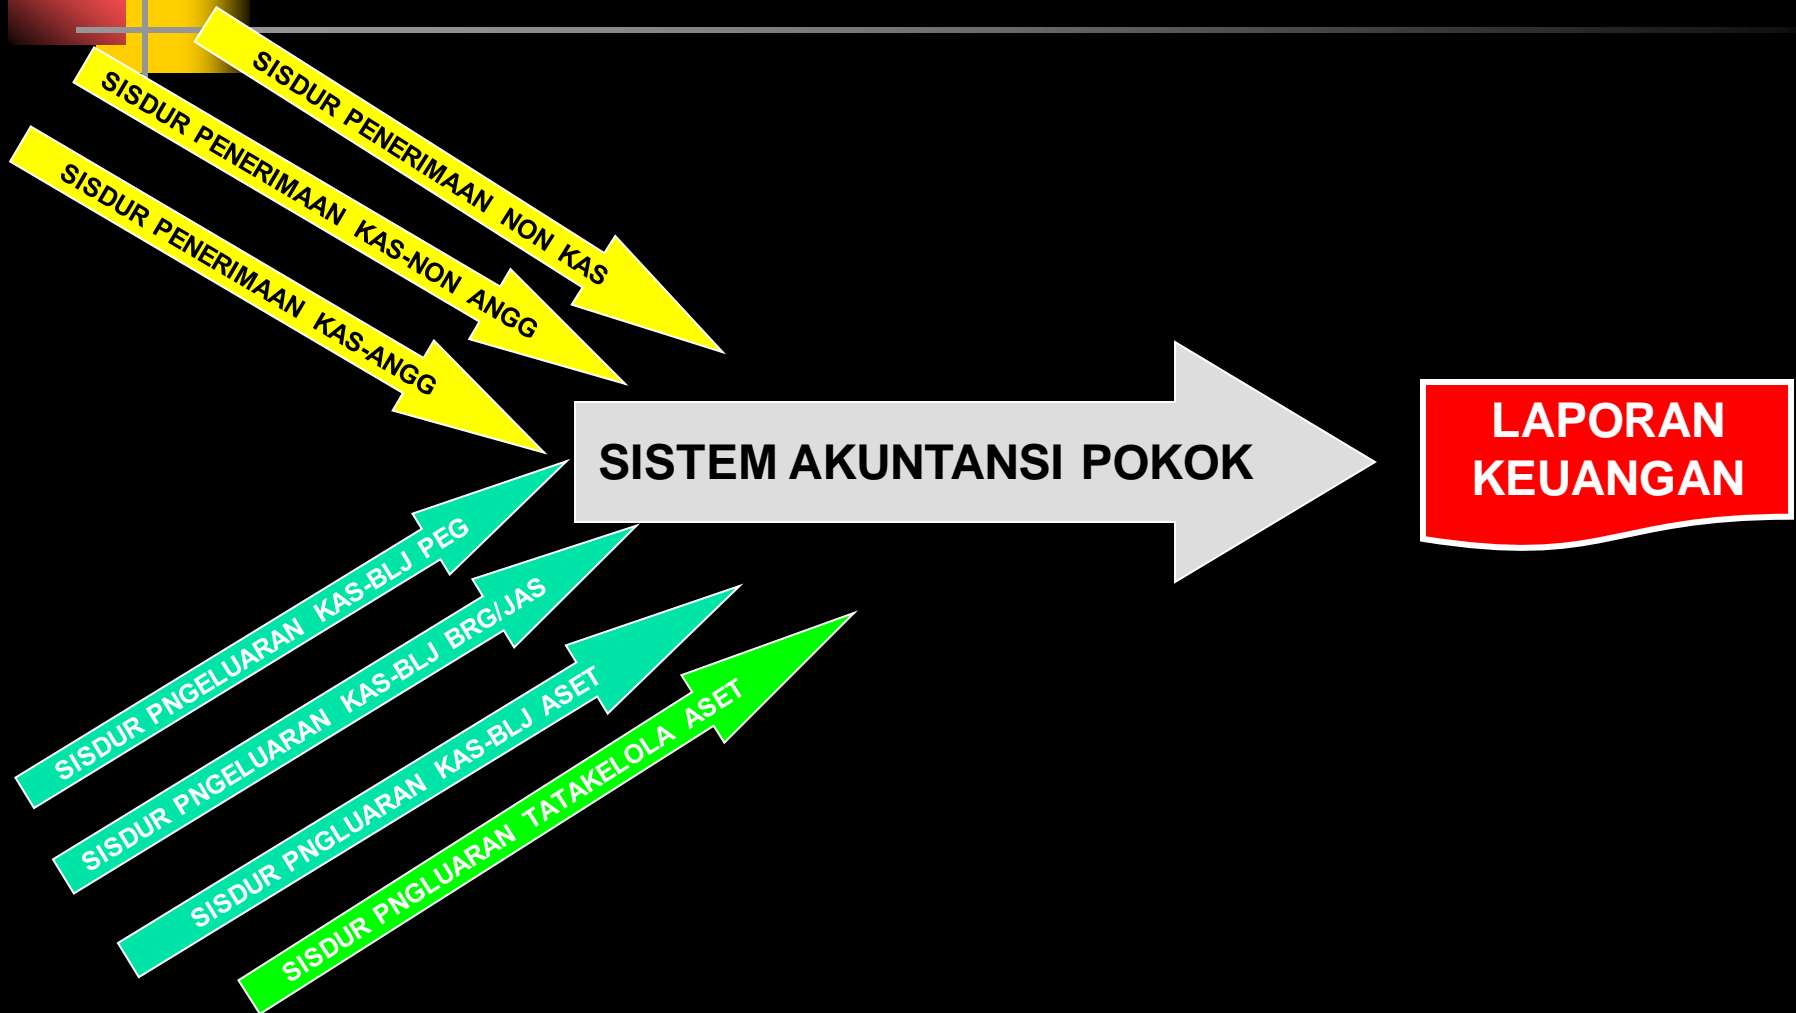 SISDUR PENERIMAAN NON KAS
SISDUR PENERIMAAN KAS-NON ANGG
SISDUR PENERIMAAN KAS-ANGG
SISTEM AKUNTANSI POKOK
LAPORAN
KEUANGAN
SISDUR PNGELUARAN KAS-BLJ PEG
SISDUR PNGELUARAN KAS-BLJ BRG/JAS
SISDUR PNGLUARAN KAS-BLJ ASET
SISDUR PNGLUARAN TATAKELOLA ASET